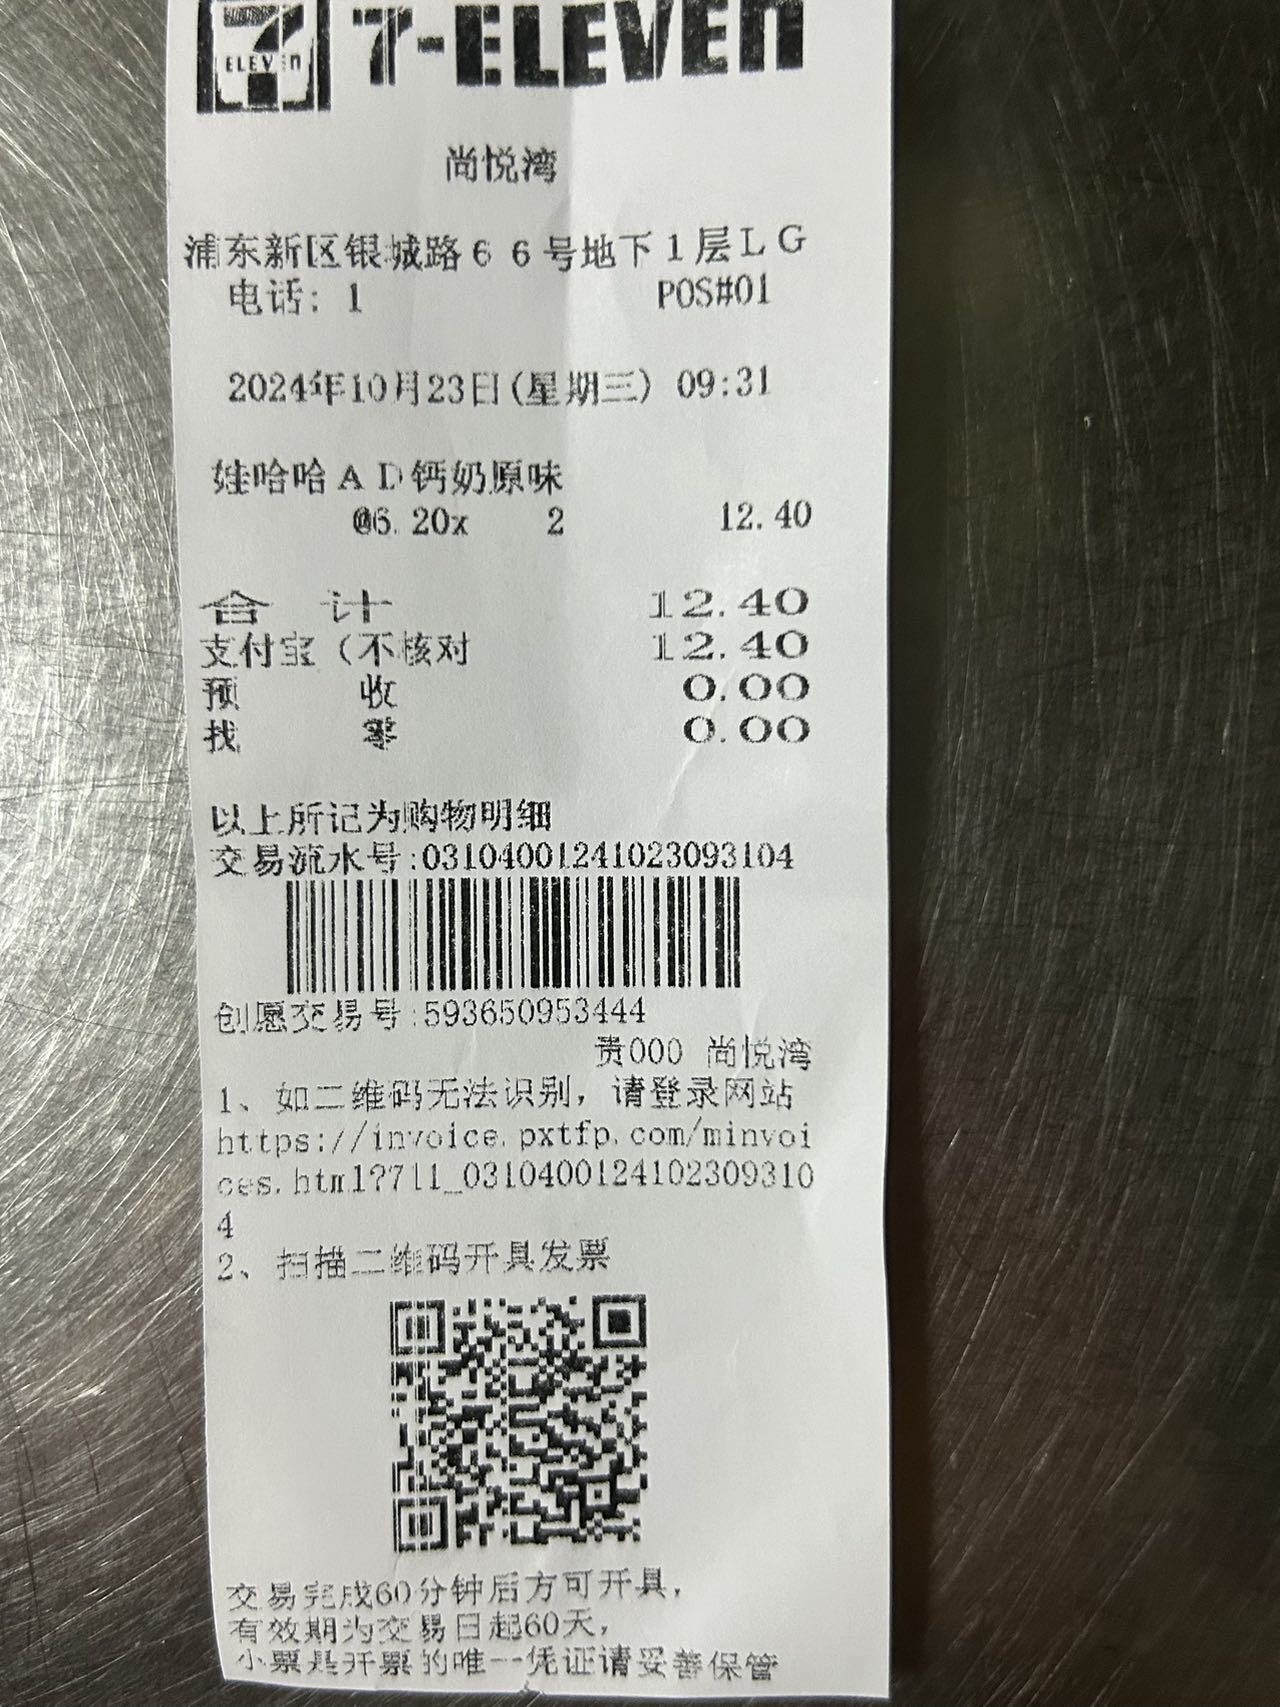 7 ELEVEn 7-ELEVEn
尚悦湾
浦东新区银城路66号地下1层LG
电话: 1 POS#01
2024年10月23日(星期三) 09:31
娃哈哈AD钙奶原味
@6.20x 2 12.40
合计 12.40
支付宝（不核对 12.40
预收 0.00
找零 0.00
以上所记为购物明细
交易流水号:03104001241023093104
创愿交易号:593650953444
责000 尚悦湾
1、如二维码无法识别，请登录网站
https://invoice.pxtfp.com/minvoi
ces.html?711_0310400124102309310
4
2、扫描二维码开具发票
交易完成60分钟后方可开具，
有效期为交易日起60天，
小票是开票的唯一凭证请妥善保管